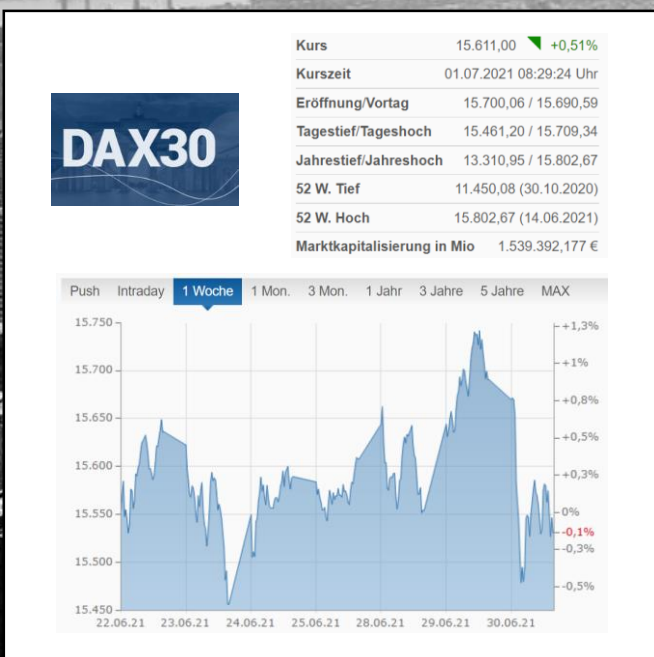 Kurs 15.611,00 +0,51%
Kurszeit 01.07.2021 08:29:24 Uhr
Eröffnung/Vortag 15.700,06 / 15.690,59
Tagestief/Tageshoch 15.461,20 / 15.709,34
Jahrestief/Jahreshoch 13.310,95 / 15.802,67
52 W. Tief 11.450,08 (30.10.2020)
52 W. Hoch 15.802,67 (14.06.2021)
Marktkapitalisierung in Mio 1.539.392,177 €
DAX30
Push Intraday 1 Woche 1 Mon. 3 Mon. 1 Jahr 3 Jahre 5 Jahre MAX
15.750
+1,3%
15.700
+1%
+0,8%
15.650
+0,5%
15.600
+0,3%
15.550
0%
-0,1%
15.500
-0,3%
-0,5%
15.450
22.06.21 23.06.21 24.06.21 25.06.21 28.06.21 29.06.21 30.06.21